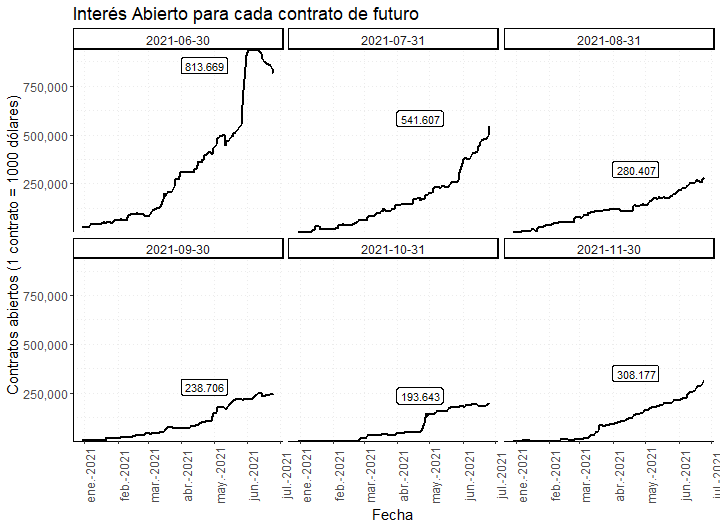 Interés Abierto para cada contrato de futuro
Contratos abiertos (1 contrato = 1000 dólares)
2021-06-30 2021-07-31 2021-08-31
750,000
500,000
250,000
813.669
541.607
280.407
2021-09-30 2021-10-31 2021-11-30
750,000
500,000
250,000
238.706
193.643
308.177
ene.-2021 feb.-2021 mar.-2021 abr.-2021 may.-2021 jun.-2021 jul.-2021 ene.-2021 feb.-2021 mar.-2021 abr.-2021 may.-2021 jun.-2021 jul.-2021 ene.-2021 feb.-2021 mar.-2021 abr.-2021 may.-2021 jun.-2021 jul.-2021
Fecha